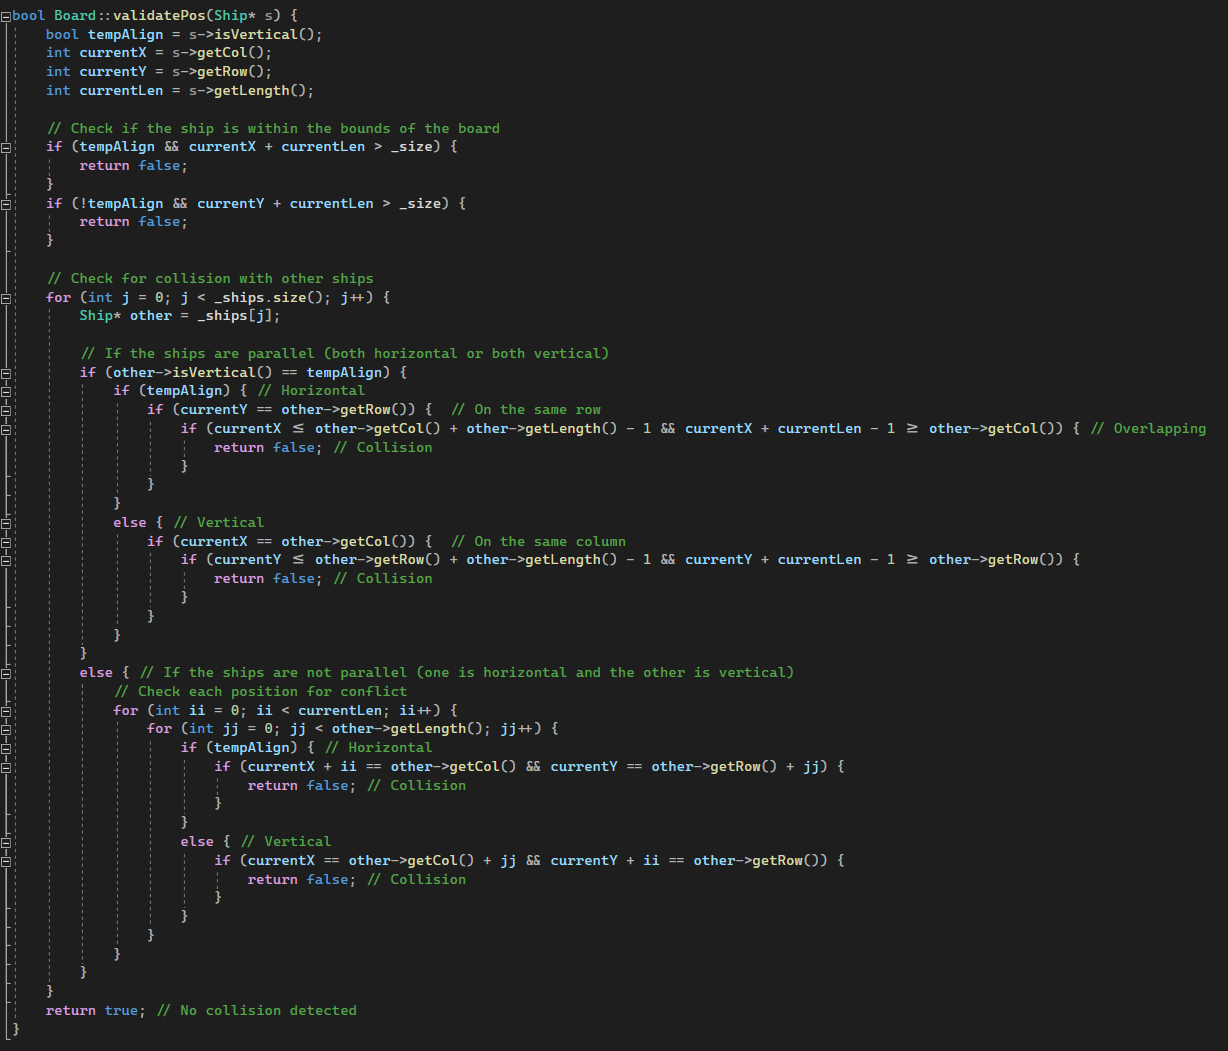 bool Board::validatePos(Ship* s) {
    bool tempAlign = s->isVertical();
    int currentX = s->getCol();
    int currentY = s->getRow();
    int currentLen = s->getLength();

    // Check if the ship is within the bounds of the board
    if (tempAlign && currentX + currentLen > _size) {
        return false;
    }
    if (!tempAlign && currentY + currentLen > _size) {
        return false;
    }

    // Check for collision with other ships
    for (int j = 0; j < _ships.size(); j++) {
        Ship* other = _ships[j];

        // If the ships are parallel (both horizontal or both vertical)
        if (other->isVertical() == tempAlign) {
            if (tempAlign) { // Horizontal
                if (currentY == other->getRow()) {  // On the same row
                    if (currentX ≤ other->getCol() + other->getLength() - 1 && currentX + currentLen - 1 ≥ other->getCol()) { // Overlapping
                        return false; // Collision
                    }
                }
            }
            else { // Vertical
                if (currentX == other->getCol()) {  // On the same column
                    if (currentY ≤ other->getRow() + other->getLength() - 1 && currentY + currentLen - 1 ≥ other->getRow()) {
                        return false; // Collision
                    }
                }
            }
        }
        else { // If the ships are not parallel (one is horizontal and the other is vertical)
            // Check each position for conflict
            for (int ii = 0; ii < currentLen; ii++) {
                for (int jj = 0; jj < other->getLength(); jj++) {
                    if (tempAlign) { // Horizontal
                        if (currentX + ii == other->getCol() && currentY == other->getRow() + jj) {
                            return false; // Collision
                        }
                    }
                    else { // Vertical
                        if (currentX == other->getCol() + jj && currentY + ii == other->getRow()) {
                            return false; // Collision
                        }
                    }
                }
            }
        }
    }
    return true; // No collision detected
}